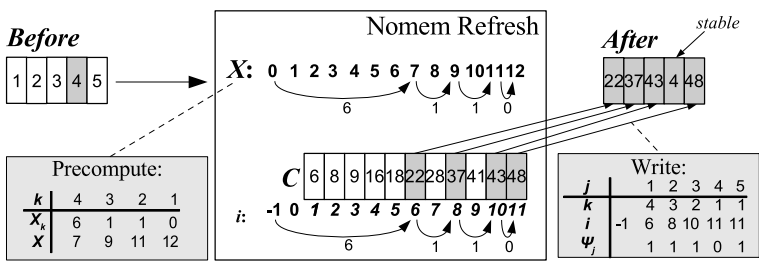 Before
1 2 3 4 5
Nomem Refresh
X: 0 1 2 3 4 5 6 7 8 9 10 11 12
6 1 1 0
C 6 8 9 16 18 22 28 37 41 43 48
i: -1 0 1 2 3 4 5 6 7 8 9 10 11
6 1 1 0
After
stable
22 37 43 4 48
Precompute:
k 4 3 2 1
X_k 6 1 1 0
X 7 9 11 12
Write:
j 1 2 3 4 5
k 4 3 2 1 1
i -1 6 8 10 11 11
Ψ_j 1 1 1 0 1